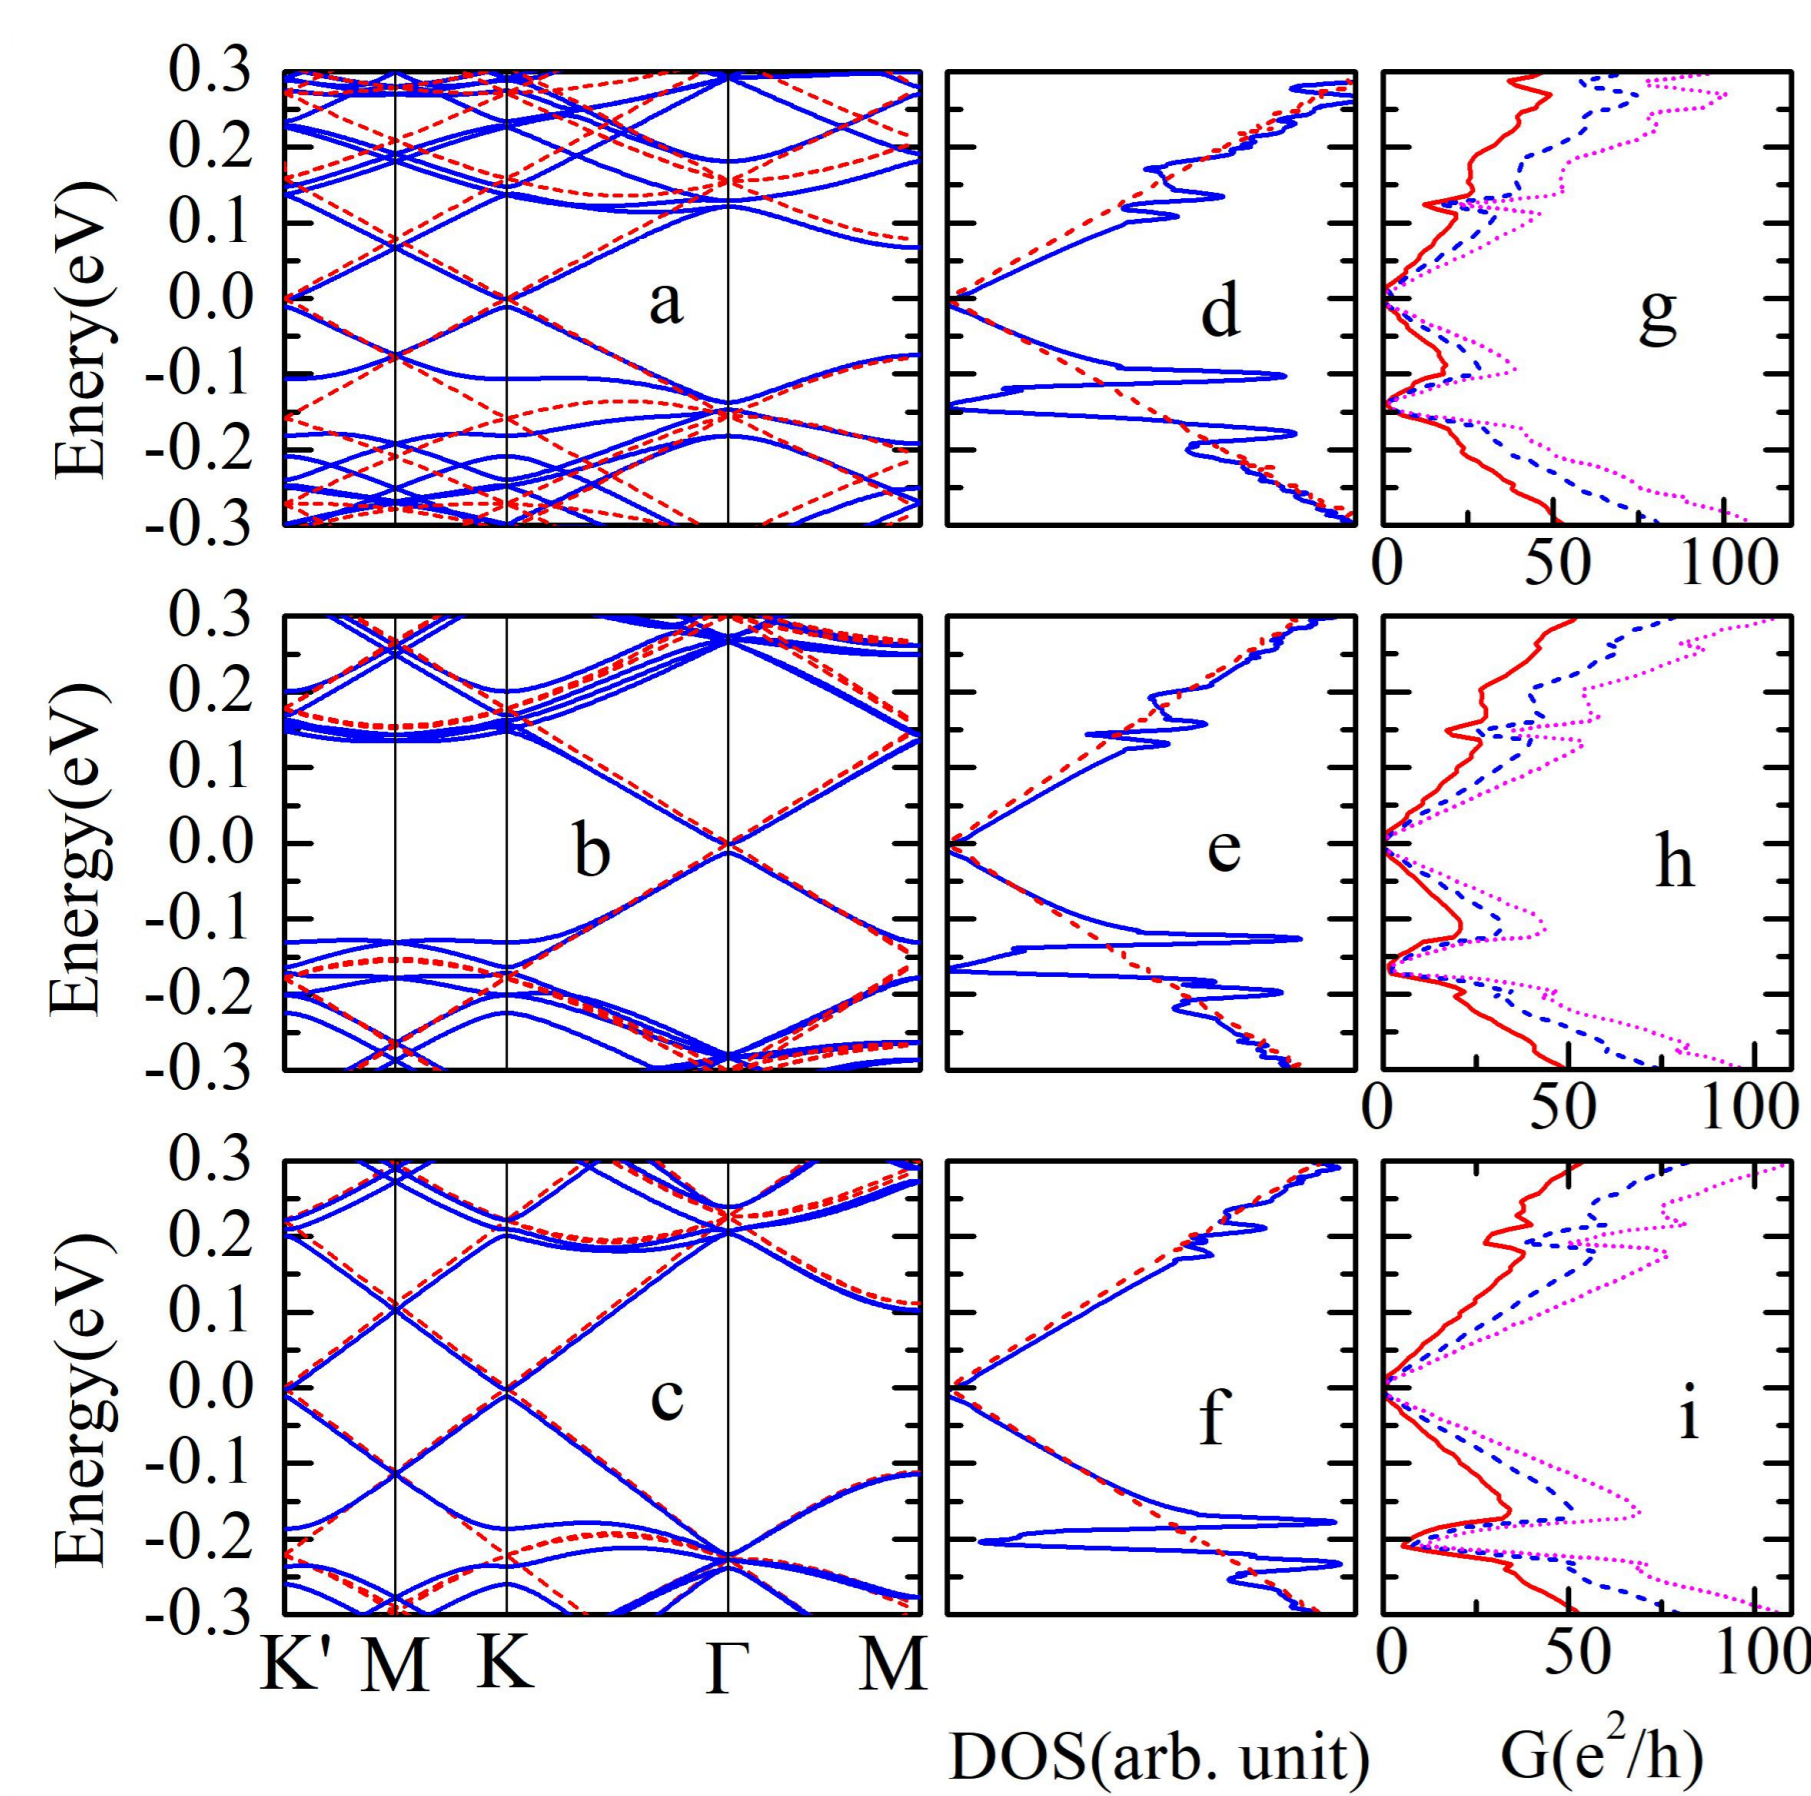 0.3
0.2
0.1
0.0
-0.1
-0.2
-0.3
Enery(eV)
a
d
g
0 50 100
0.3
0.2
0.1
0.0
-0.1
-0.2
-0.3
Energy(eV)
b
e
h
0 50 100
0.3
0.2
0.1
0.0
-0.1
-0.2
-0.3
Energy(eV)
c
f
i
0 50 100
K' M K Γ M
DOS(arb. unit)
G(e²/h)